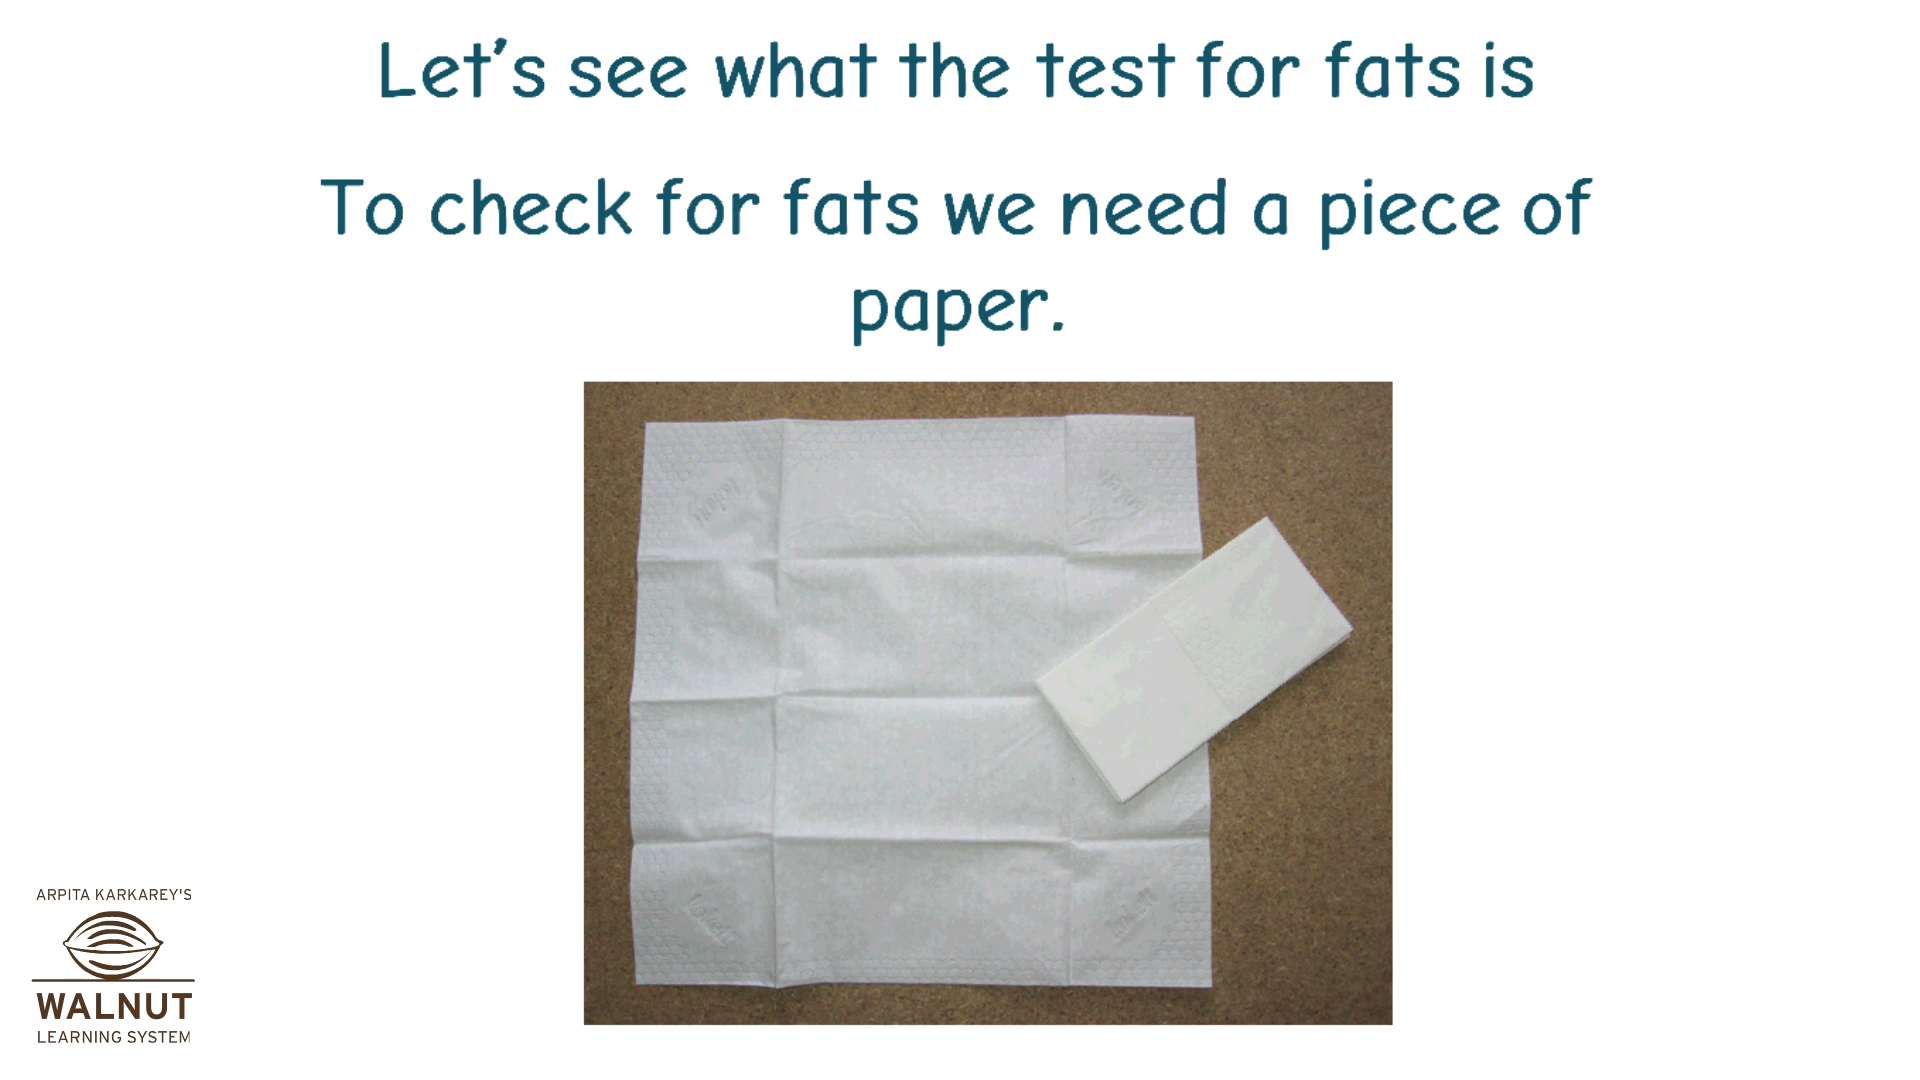 Let's see what the test for fats is
To check for fats we need a piece of
paper.
ARPITA KARKAREY'S
WALNUT
LEARNING SYSTEM